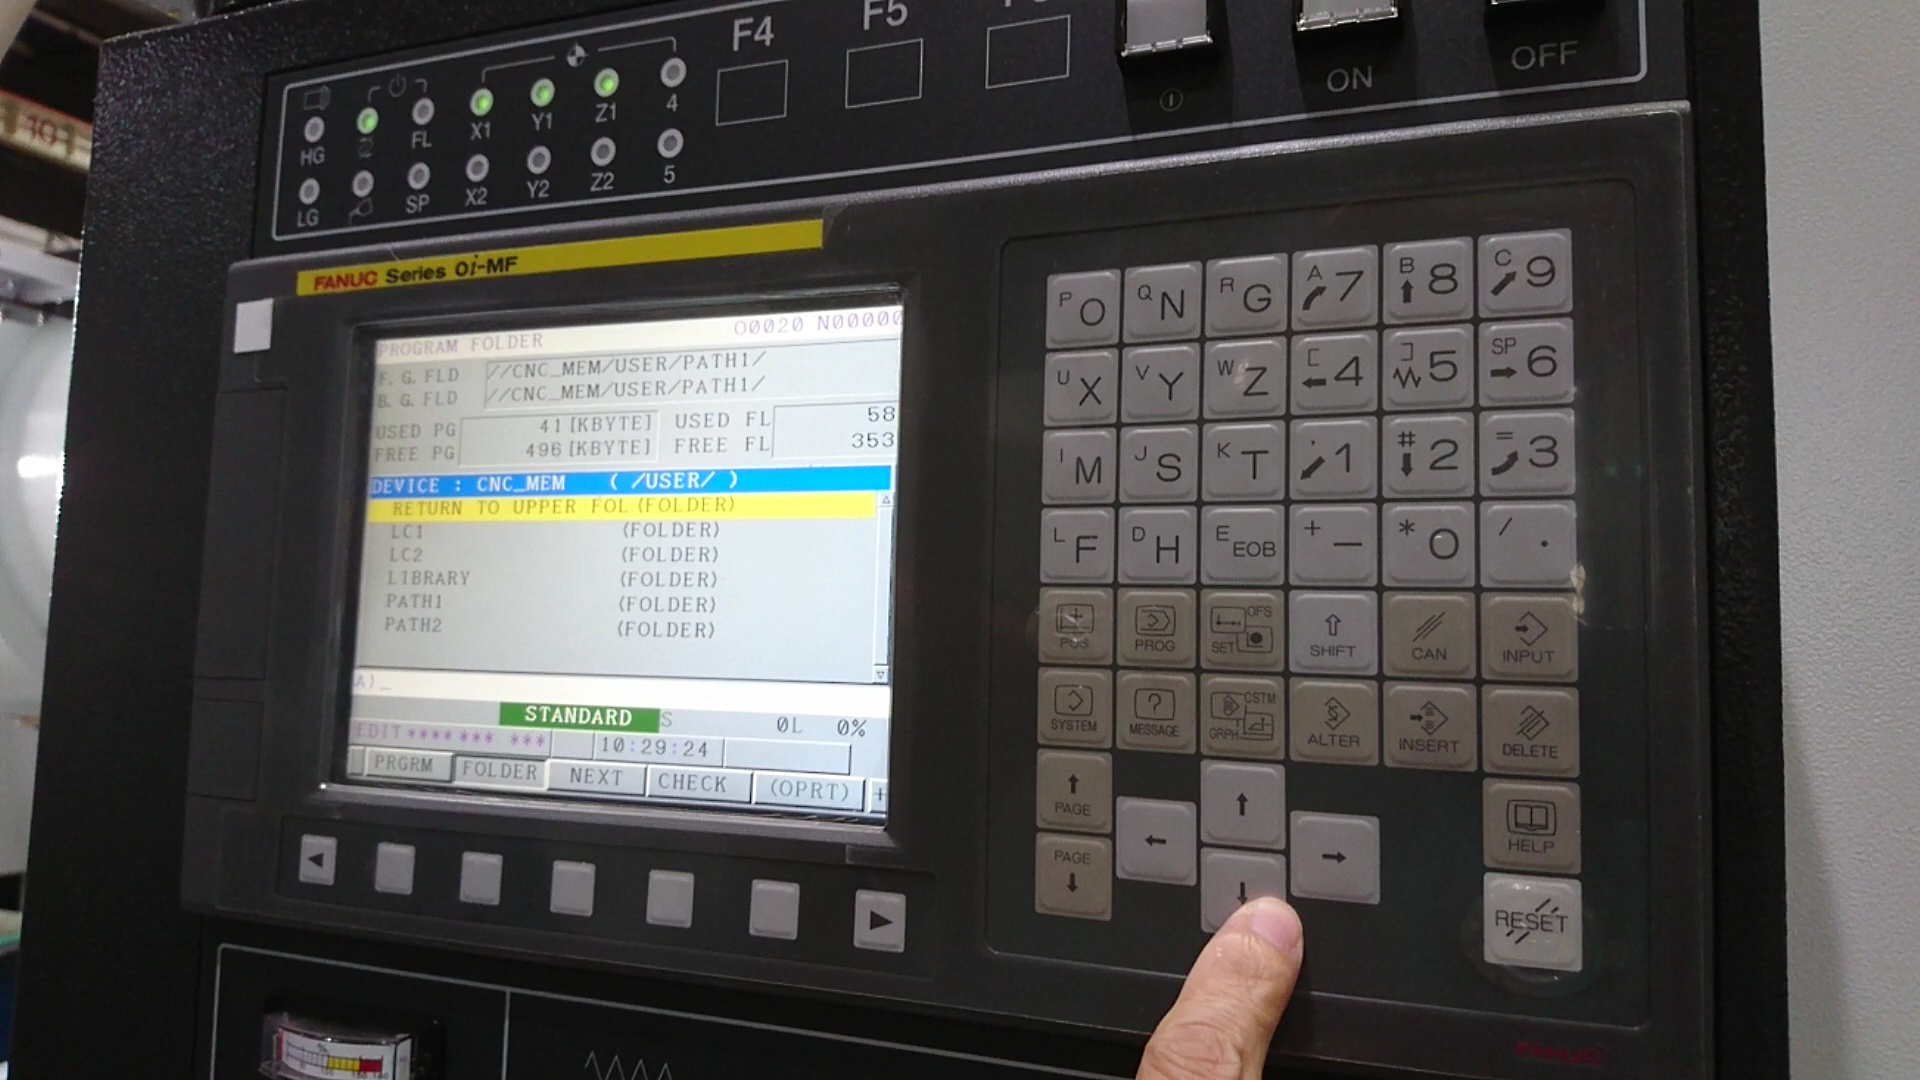 10
F4
F5
HG
FL
X1
Y1
Z1
4
LG
SP
X2
Y2
Z2
5
ON
OFF
FANUC Series 0i-MF
PROGRAM FOLDER
O0020 N00000
F.G.FLD //CNC_MEM/USER/PATH1/
B.G.FLD //CNC_MEM/USER/PATH1/
USED PG 41[KBYTE] USED FL 58
FREE PG 496[KBYTE] FREE FL 353
DEVICE : CNC_MEM ( /USER/ )
RETURN TO UPPER FOL(FOLDER)
LC1 (FOLDER)
LC2 (FOLDER)
LIBRARY (FOLDER)
PATH1 (FOLDER)
PATH2 (FOLDER)
A)_
STANDARD S 0L 0%
EDIT **** *** *** 10:29:24
PRGRM FOLDER NEXT CHECK (OPRT) +
P O Q N R G A 7 B 8 C 9
U X V Y W Z [ 4 ] 5 SP 6
I M J S K T , 1 # 2 = 3
L F D H E EOB + - * 0 / .
POS PROG OFS SET SHIFT CAN INPUT
SYSTEM MESSAGE CSTM GRPH ALTER INSERT DELETE
PAGE
PAGE
HELP
RESET
FANUC